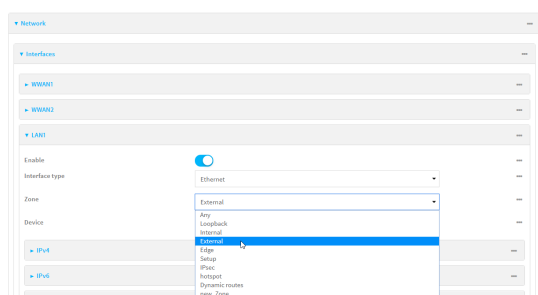 Network
Interfaces
WWAN1
WWAN2
LAN1
Enable
Interface type
Ethernet
Zone
External
Any
Loopback
Device
Internal
External
Edge
Setup
IPv4
IPsec
hotspot
IPv6
Dynamic routes
new_Zone